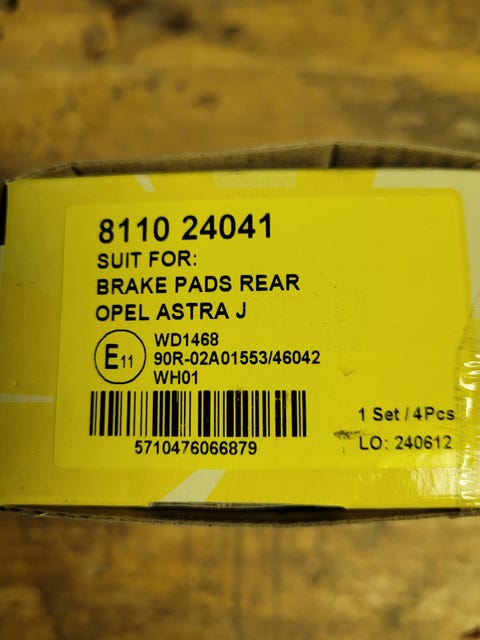 8110 24041
SUIT FOR:
BRAKE PADS REAR
OPEL ASTRA J
E11
WD1468
90R-02A01553/46042
WH01
5710476066879
1 Set / 4Pcs
LO: 240612